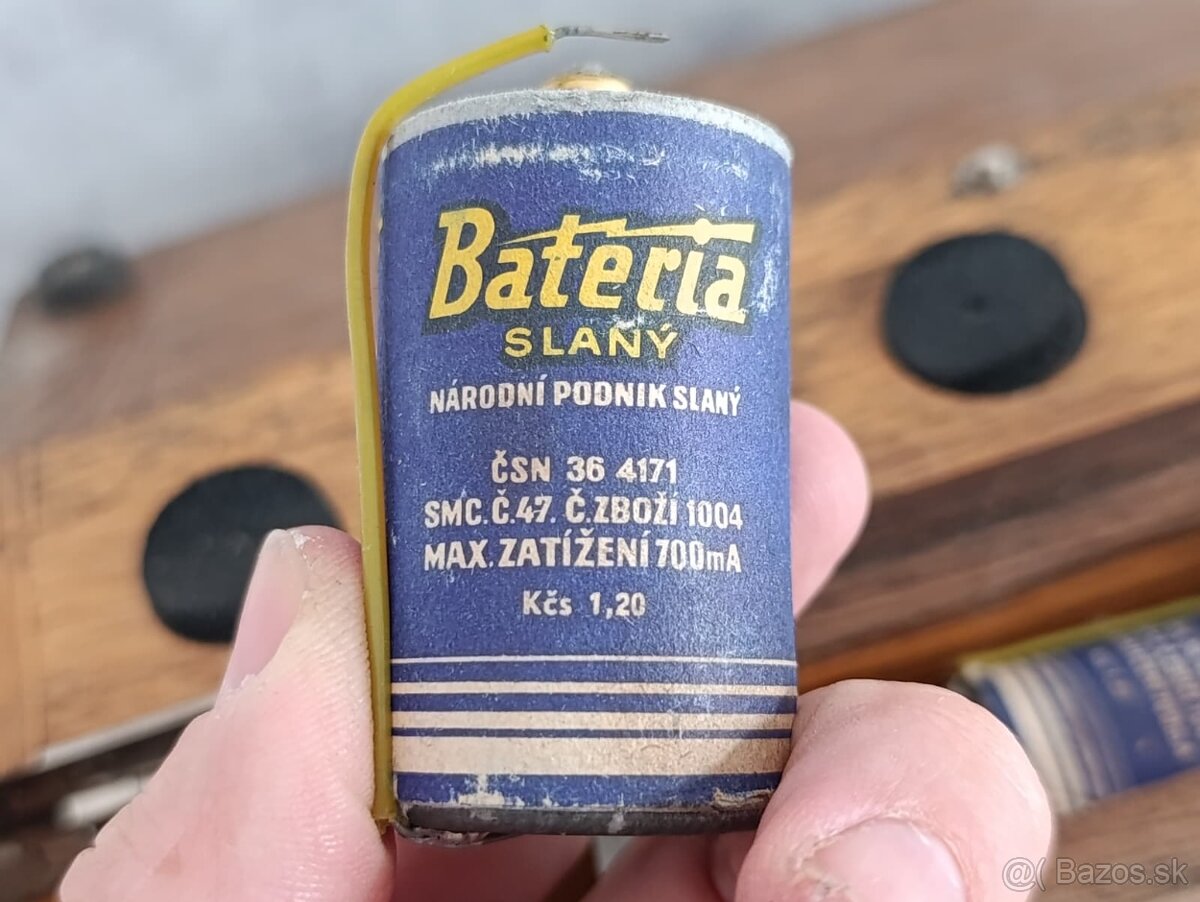 Bateria
SLANÝ
NÁRODNÍ PODNIK SLANÝ
ČSN 36 4171
SMC.Č.47. Č.ZBOŽÍ 1004
MAX. ZATÍŽENÍ 700mA
Kčs 1,20
@( Bazos.sk